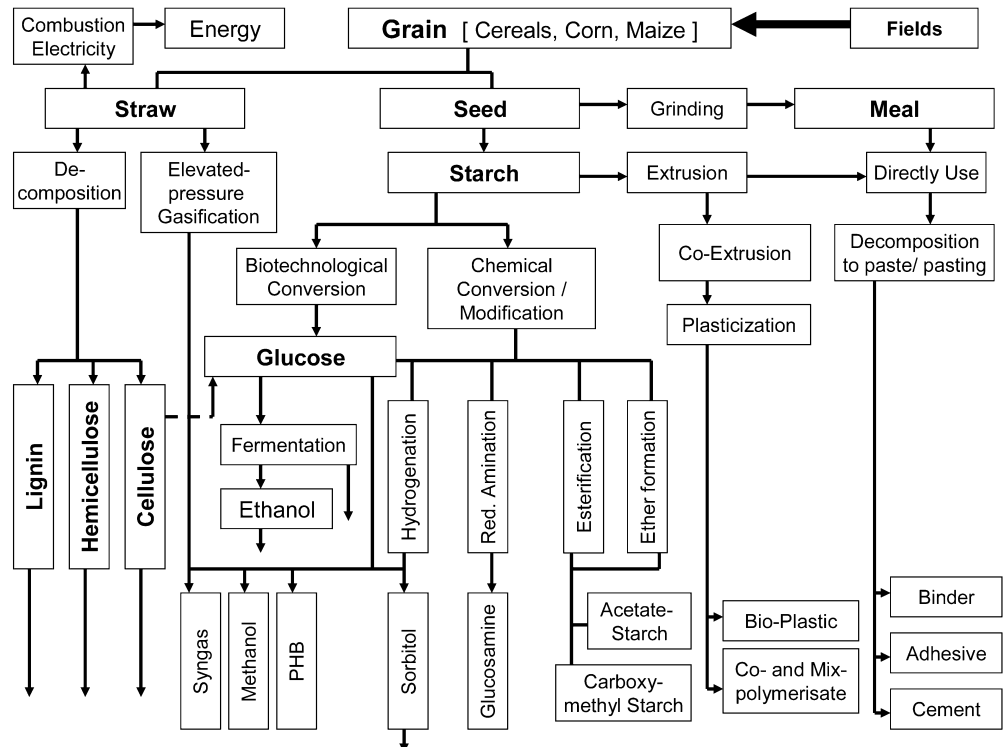 Combustion
Electricity
Energy
Grain [ Cereals, Corn, Maize ]
Fields
Straw
Seed
Grinding
Meal
De-
composition
Elevated-
pressure
Gasification
Starch
Extrusion
Directly Use
Biotechnological
Conversion
Chemical
Conversion /
Modification
Co-Extrusion
Decomposition
to paste/ pasting
Plasticization
Glucose
Lignin
Hemicellulose
Cellulose
Fermentation
Ethanol
Hydrogenation
Red. Amination
Esterification
Ether formation
Syngas
Methanol
PHB
Sorbitol
Glucosamine
Acetate-
Starch
Carboxy-
methyl Starch
Bio-Plastic
Co- and Mix-
polymerisate
Binder
Adhesive
Cement